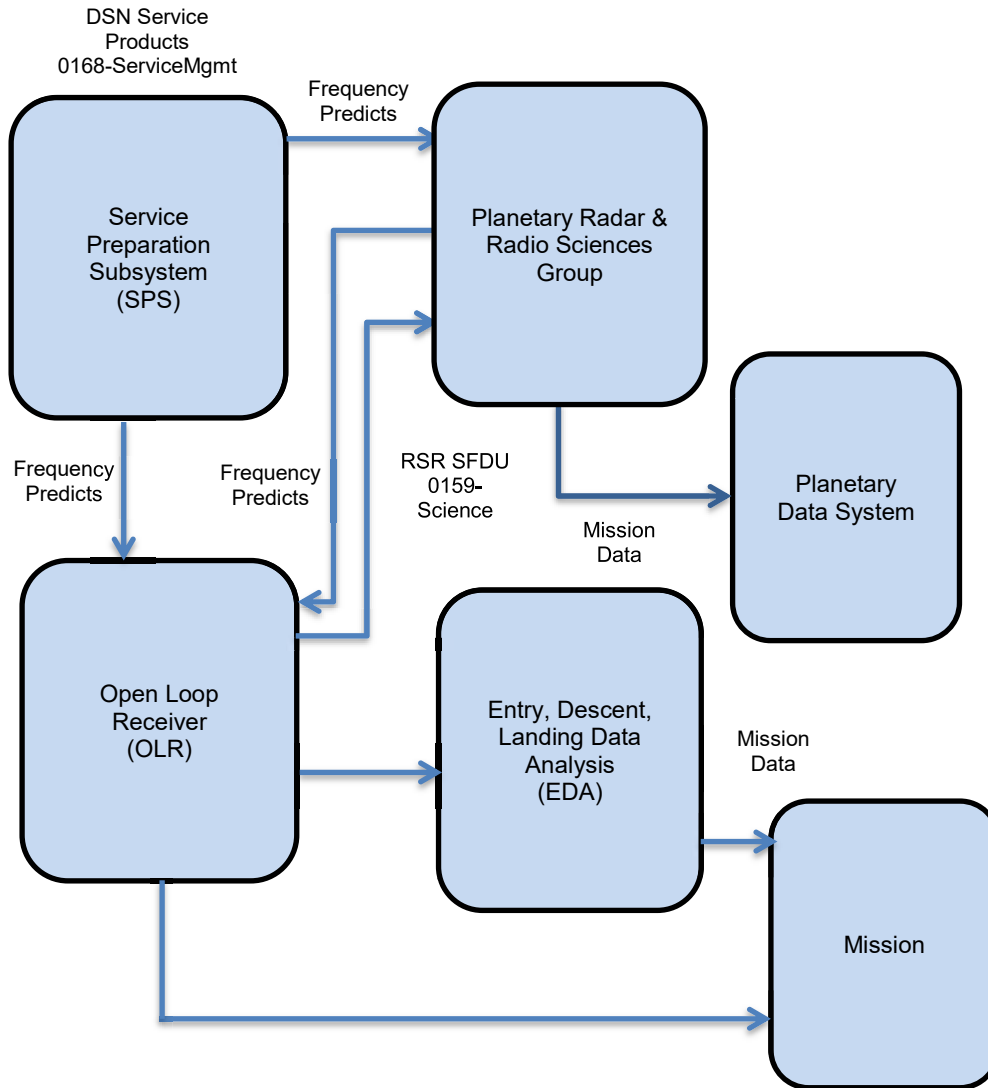 DSN Service
Products
0168-ServiceMgmt
Frequency
Predicts
Service
Preparation
Subsystem
(SPS)
Planetary Radar &
Radio Sciences
Group
Frequency
Predicts
Frequency
Predicts
RSR SFDU
0159-
Science
Planetary
Data System
Mission
Data
Open Loop
Receiver
(OLR)
Entry, Descent,
Landing Data
Analysis
(EDA)
Mission
Data
Mission